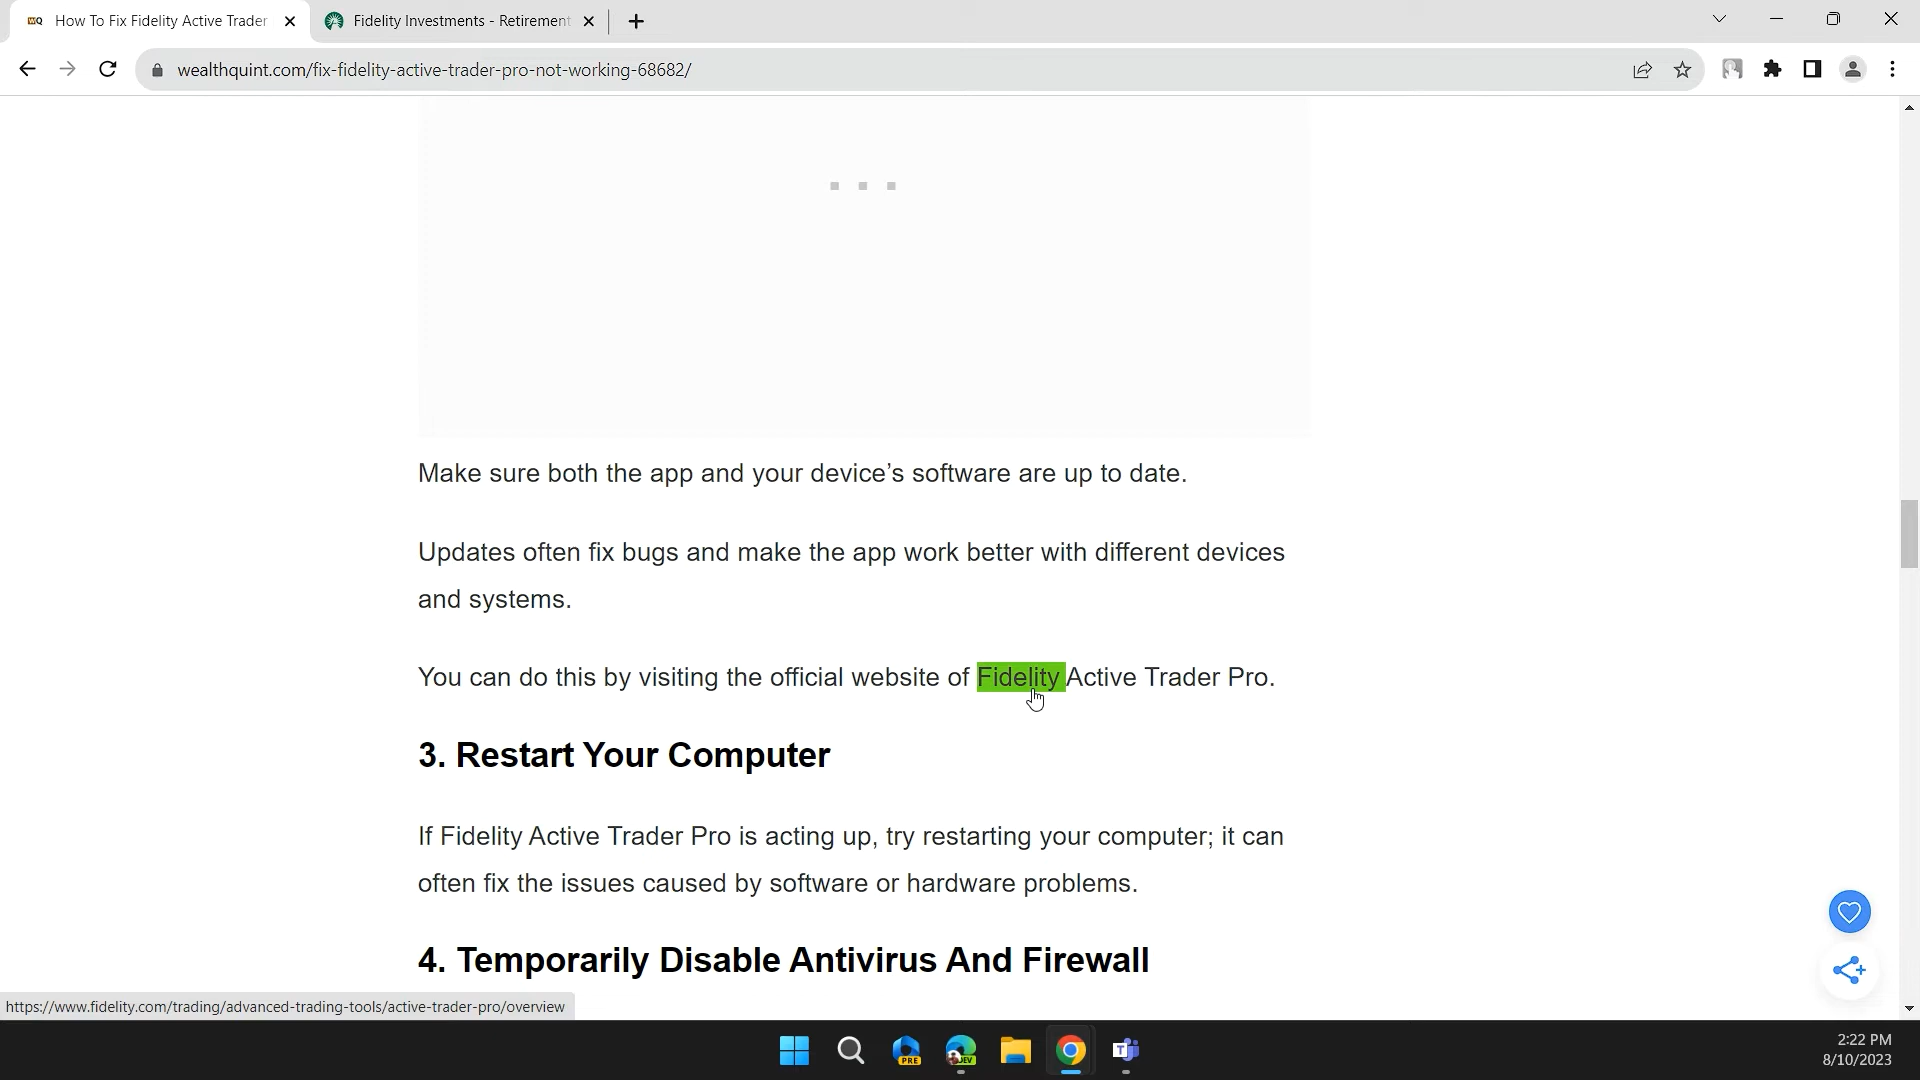 How To Fix Fidelity Active Trader
Fidelity Investments - Retirement
wealthquint.com/fix-fidelity-active-trader-pro-not-working-68682/
Make sure both the app and your device’s software are up to date.
Updates often fix bugs and make the app work better with different devices
and systems.
You can do this by visiting the official website of Fidelity Active Trader Pro.
3. Restart Your Computer
If Fidelity Active Trader Pro is acting up, try restarting your computer; it can
often fix the issues caused by software or hardware problems.
4. Temporarily Disable Antivirus And Firewall
https://www.fidelity.com/trading/advanced-trading-tools/active-trader-pro/overview
PRE
DEV
2:22 PM
8/10/2023